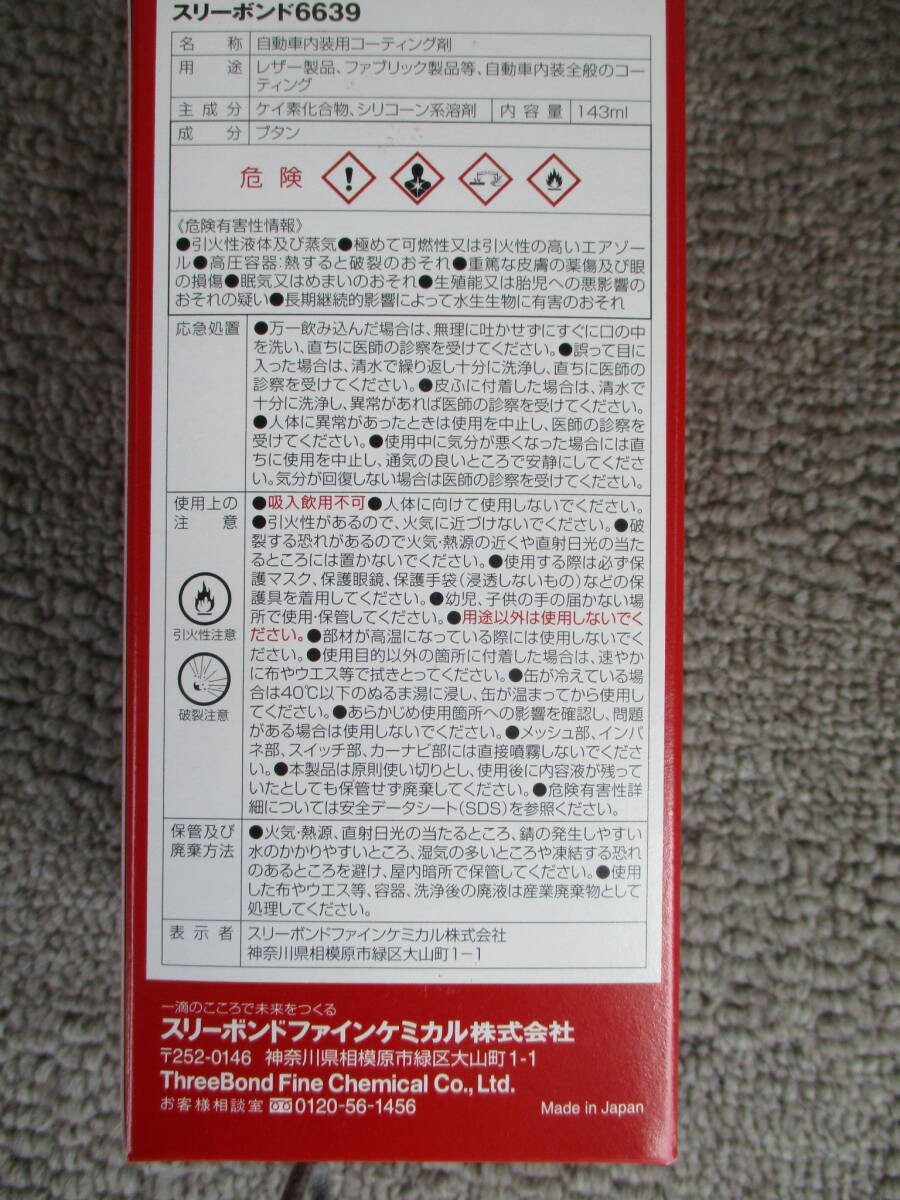 スリーボンド6639
名称 自動車内装用コーティング剤
用途 レザー製品、ファブリック製品等、自動車内装全般のコー
ティング
主成分 ケイ素化合物、シリコーン系溶剤 内容量 143ml
成分 ブタン
危険
《危険有害性情報》
●引火性液体及び蒸気●極めて可燃性又は引火性の高いエアゾー
ル●高圧容器:熱すると破裂のおそれ●重篤な皮膚の薬傷及び眼
の損傷●眠気又はめまいのおそれ●生殖能又は胎児への悪影響の
おそれの疑い●長期継続的影響によって水生生物に有害のおそれ
応急処置 ●万一飲み込んだ場合は、無理に吐かせずにすぐに口の中
を洗い、直ちに医師の診察を受けてください。●誤って目に
入った場合は、清水で繰り返し十分に洗浄し、直ちに医師の
診察を受けてください。●皮ふに付着した場合は、清水で
十分に洗浄し、異常があれば医師の診察を受けてください。
●人体に異常があったときは使用を中止し、医師の診察を
受けてください。●使用中に気分が悪くなった場合には直
ちに使用を中止し、通気の良いところで安静にしてくださ
い。気分が回復しない場合は医師の診察を受けてください。
使用上の
注意
●吸入飲用不可●人体に向けて使用しないでください。
●引火性があるので、火気に近づけないでください。●破
裂する恐れがあるので火気・熱源の近くや直射日光の当た
るところには置かないでください。●使用する際は必ず保
護マスク、保護眼鏡、保護手袋(浸透しないもの)などの保
護具を着用してください。●幼児、子供の手の届かない場
所で使用・保管してください。●用途以外は使用しないでく
ださい。●部材が高温になっている際には使用しないでく
ださい。●使用目的以外の箇所に付着した場合は、速やか
に布やウエス等で拭きとってください。●缶が冷えている場
合は40℃以下のぬるま湯に浸し、缶が温まってから使用し
てください。●あらかじめ使用箇所への影響を確認し、問題
がある場合は使用しないでください。●メッシュ部、インパ
ネ部、スイッチ部、カーナビ部には直接噴霧しないでくださ
い。●本製品は原則使い切りとし、使用後に内容液が残って
いたとしても保管せず廃棄してください。●危険有害性詳
細については安全データシート(SDS)を参照ください。
引火性注意
破裂注意
保管及び
廃棄方法
●火気・熱源、直射日光の当たるところ、錆の発生しやすい
水のかかりやすいところ、湿気の多いところや凍結する恐れ
のあるところを避け、屋内暗所で保管してください。●使用
した布やウエス等、容器、洗浄後の廃液は産業廃棄物として
処理してください。
表示者 スリーボンドファインケミカル株式会社
神奈川県相模原市緑区大山町1-1
一滴のこころで未来をつくる
スリーボンドファインケミカル株式会社
〒252-0146 神奈川県相模原市緑区大山町1-1
ThreeBond Fine Chemical Co., Ltd.
お客様相談室 0120-56-1456
Made in Japan